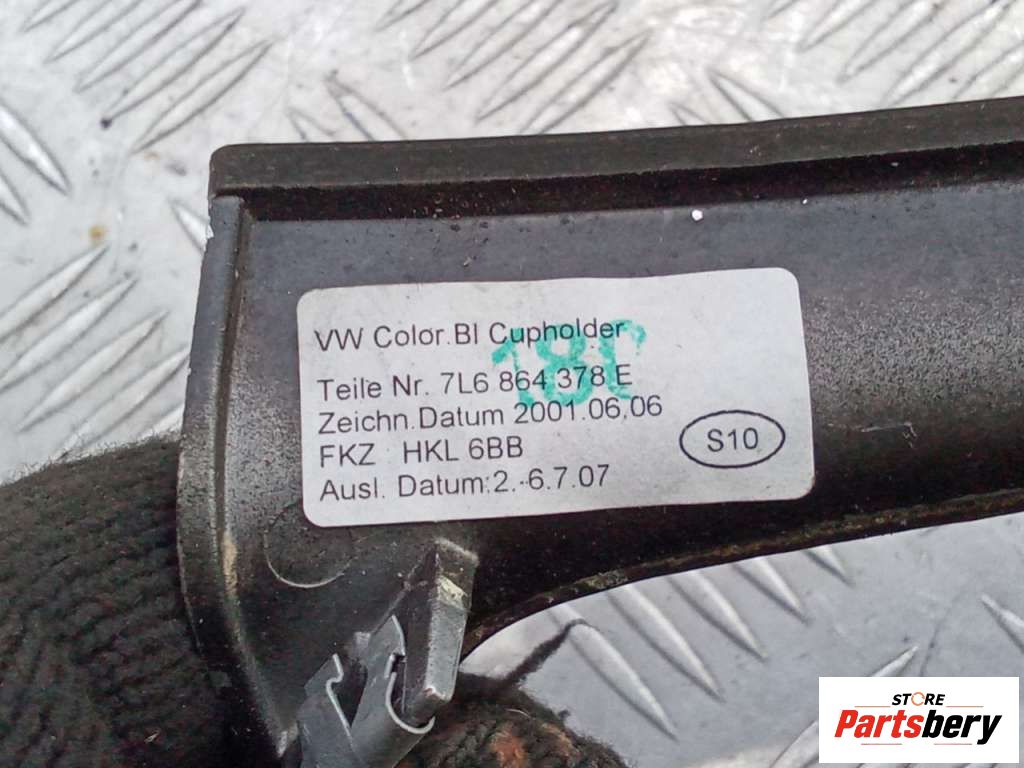 VW Color.Bl Cupholder
Teile Nr. 7L6 864 378 E
Zeichn.Datum 2001.06.06
FKZ HKL 6BB
S10
Ausl. Datum:2.-6.7.07
STORE
Partsbery